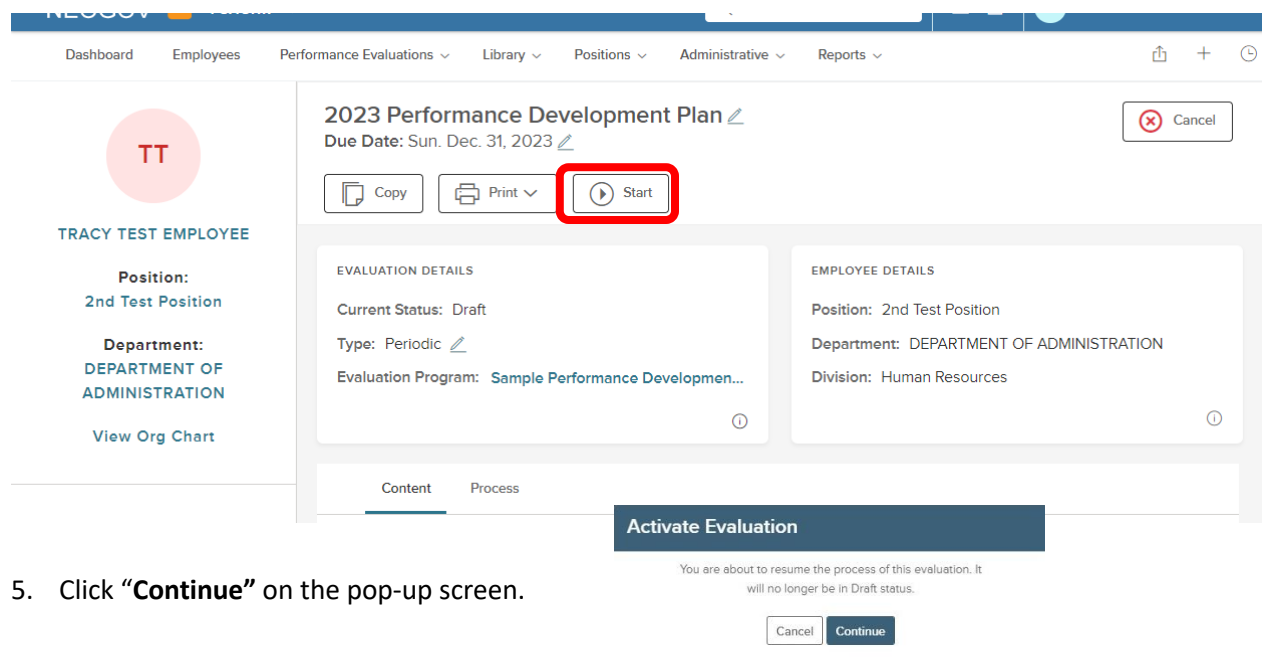 Dashboard Employees Performance Evaluations Library Positions Administrative Reports
TT
TRACY TEST EMPLOYEE
Position:
2nd Test Position
Department:
DEPARTMENT OF
ADMINISTRATION
View Org Chart
2023 Performance Development Plan
Due Date: Sun. Dec. 31, 2023
Cancel
Copy Print Start
EVALUATION DETAILS
Current Status: Draft
Type: Periodic
Evaluation Program: Sample Performance Developmen...
EMPLOYEE DETAILS
Position: 2nd Test Position
Department: DEPARTMENT OF ADMINISTRATION
Division: Human Resources
Content Process
5. Click “Continue” on the pop-up screen.
Activate Evaluation
You are about to resume the process of this evaluation. It
will no longer be in Draft status.
Cancel Continue